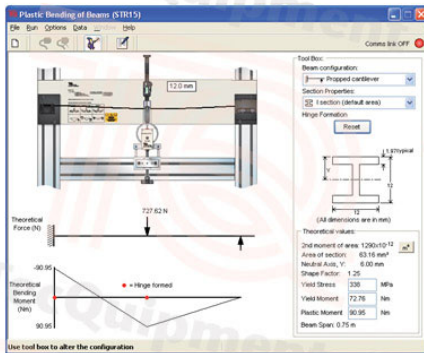 Plastic Bending of Beams (STR15)
File Run Options Data Window Help
Comms link OFF
12.0 mm
Theoretical
Force (N)
727.62 N
-90.95
Theoretical
Bending
Moment
(Nm)
= Hinge formed
90.95
Tool Box:
Beam configuration:
Propped cantilever
Section Properties:
I section (default area)
Hinge Formation
Reset
1.87typical
Y
12
12
(All dimensions are in mm)
Theoretical values:
2nd moment of area: 1290x10-12 m⁴
Area of section: 63.16 mm²
Neutral Axis, Y: 6.00 mm
Shape Factor: 1.25
Yield Stress 338 MPa
Yield Moment 72.76 Nm
Plastic Moment 90.95 Nm
Beam Span: 0.75 m
Use tool box to alter the configuration